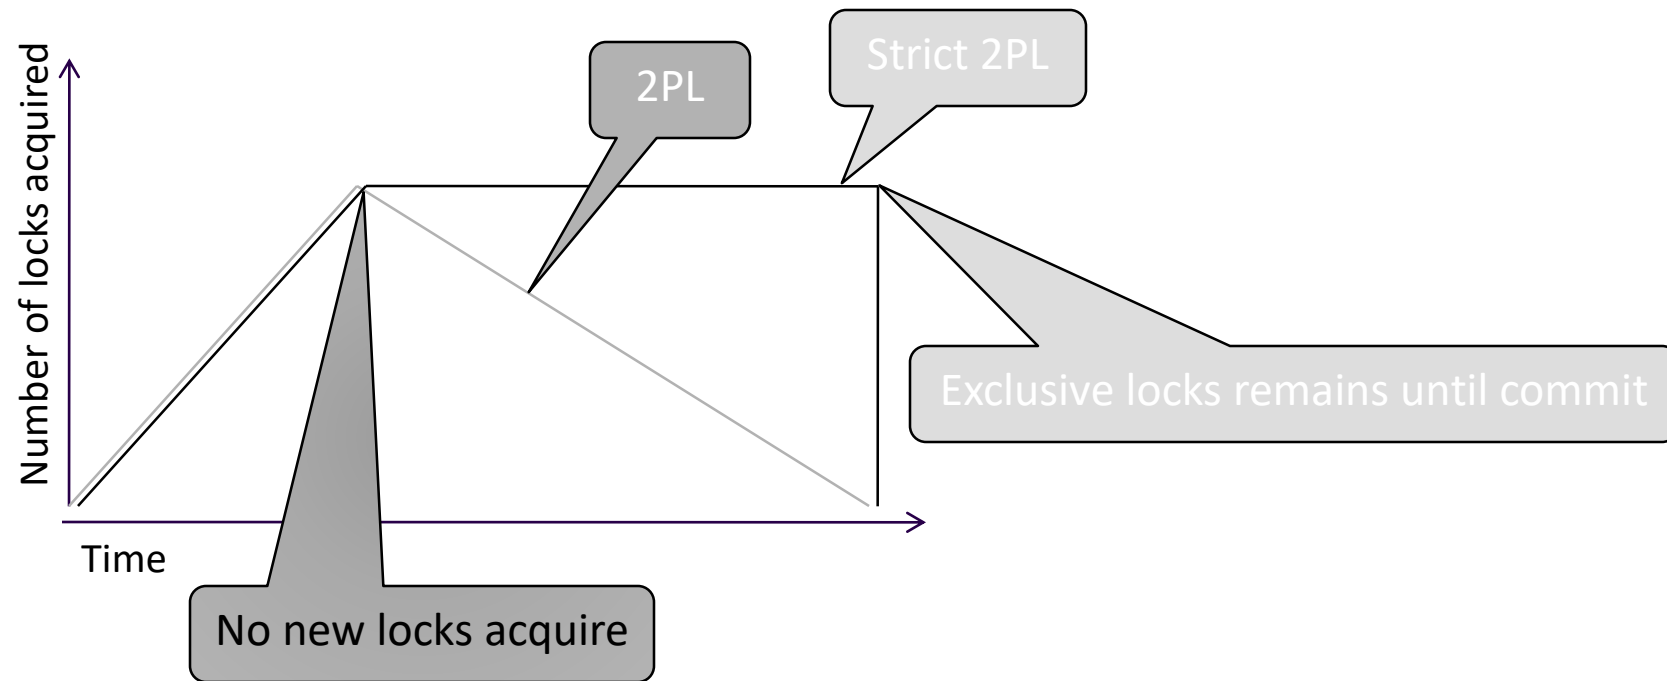 Strict 2PL
2PL
Number of locks acquired
Exclusive locks remains until commit
Time
No new locks acquire